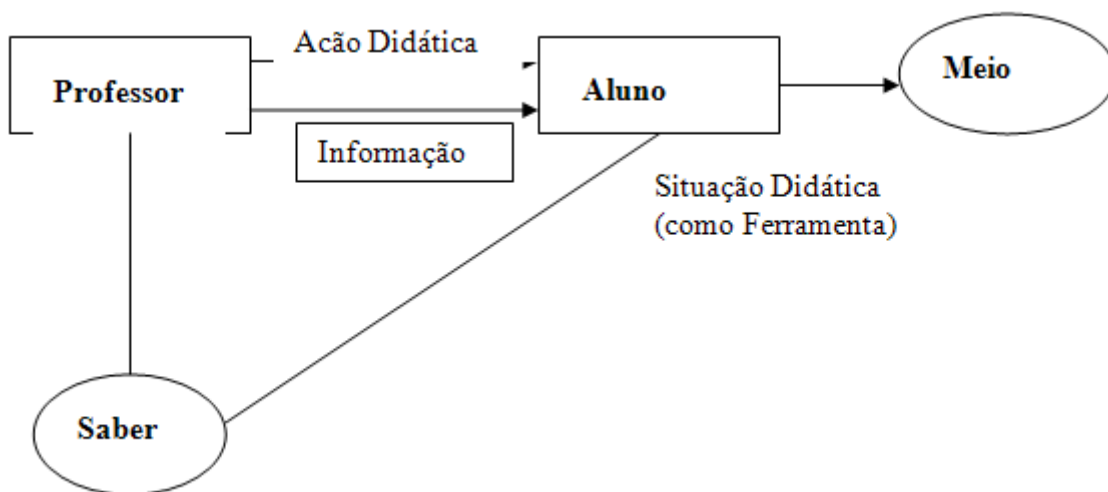 Acão Didática
Professor
Aluno
Meio
Informação
Situação Didática
(como Ferramenta)
Saber